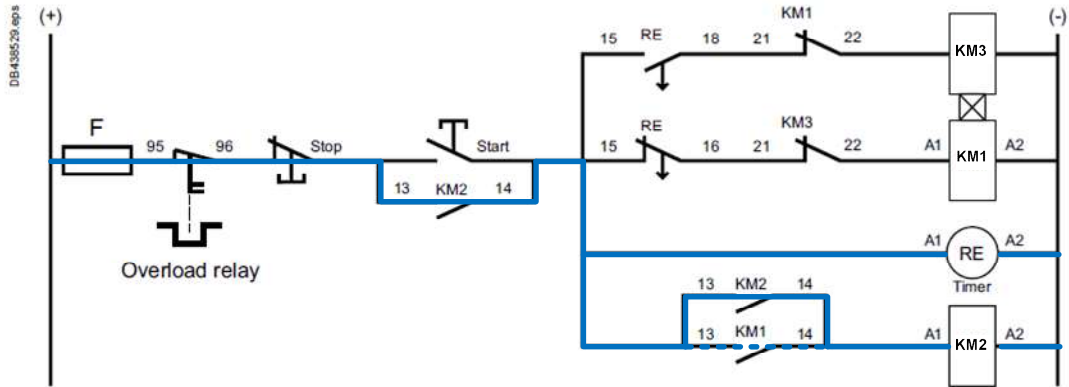 DB438529.eps
(+) (-)
KM1
15 RE 18 21 22 KM3
F 95 96 Stop Start
15 RE 16 21 KM3 22 A1 KM1 A2
13 KM2 14
Overload relay
A1 RE A2
Timer
13 KM2 14
13 KM1 14 A1 KM2 A2